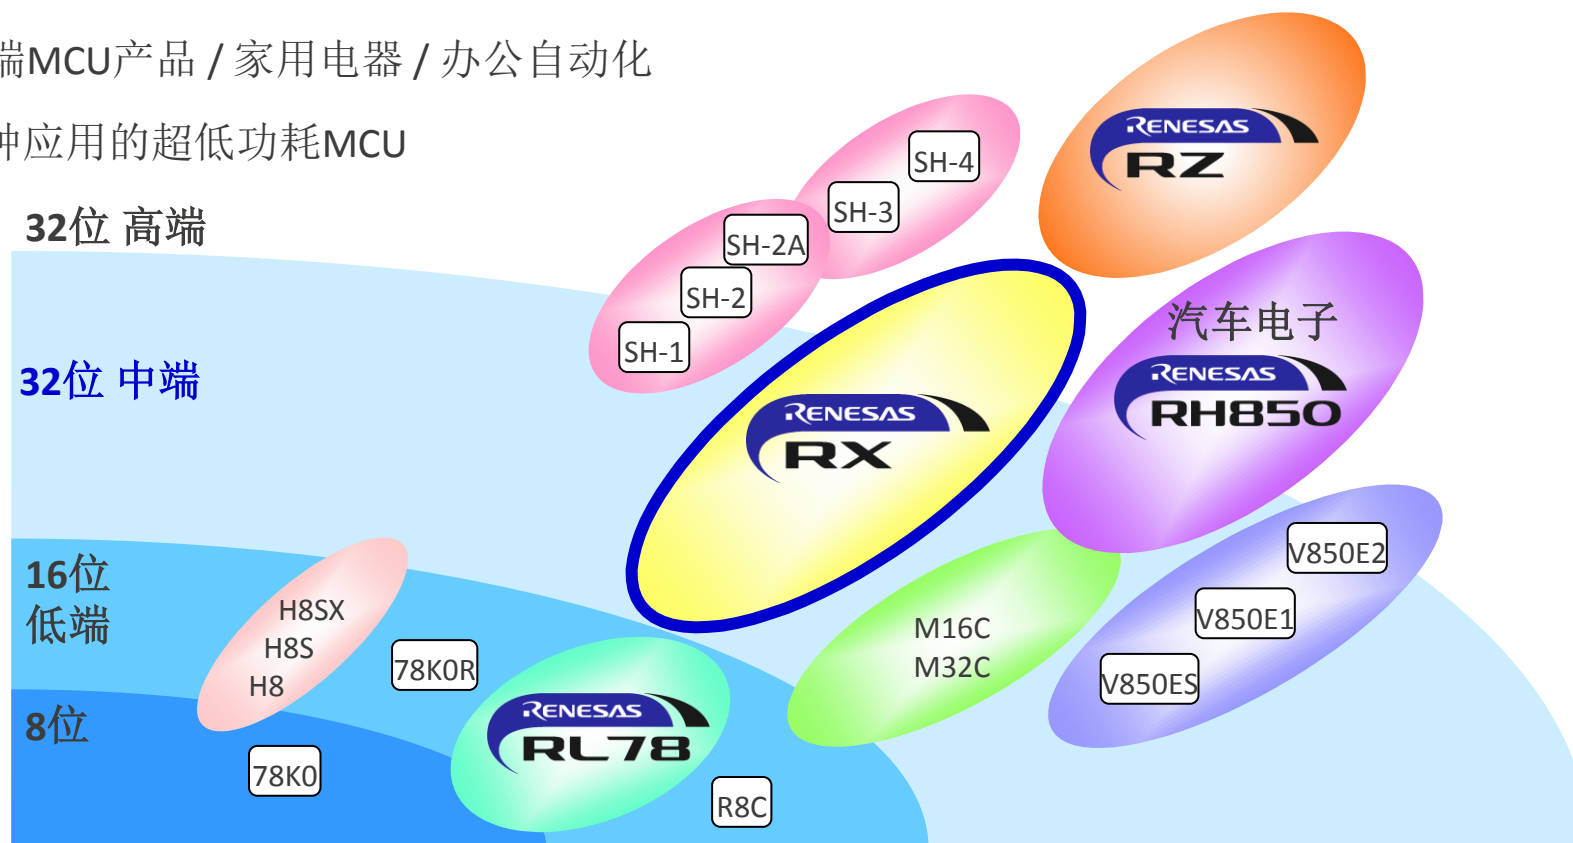 端MCU产品 / 家用电器 / 办公自动化
应用的超低功耗MCU
32位 高端
SH-4
SH-3
SH-2A
SH-2
SH-1
RENESAS
RZ
32位 中端
汽车电子
RENESAS
RH850
RENESAS
RX
16位
低端
H8SX
H8S
H8
78K0R
M16C
M32C
V850E2
V850E1
V850ES
8位
78K0
RENESAS
RL78
R8C